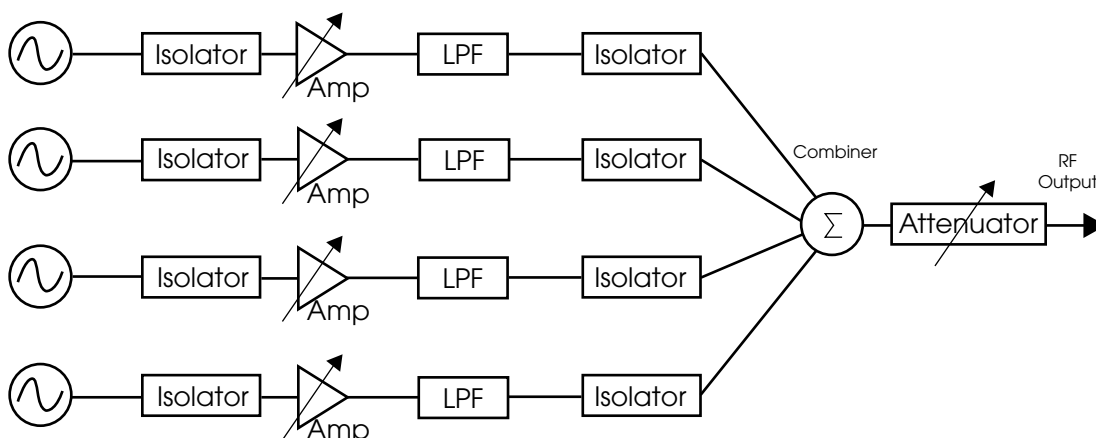 Isolator
Amp
LPF
Isolator
Isolator
Amp
LPF
Isolator
Combiner
RF
Output
Σ
Attenuator
Isolator
Amp
LPF
Isolator
Isolator
Amp
LPF
Isolator